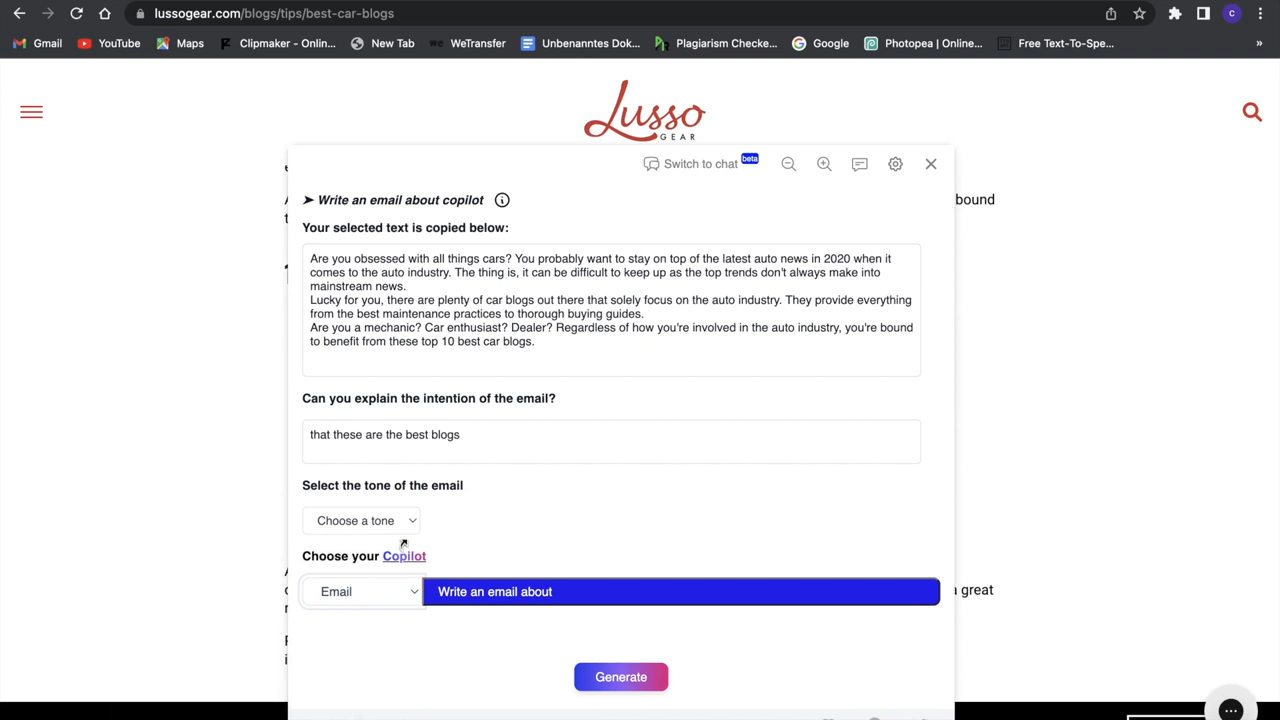 lussogear.com/blogs/tips/best-car-blogs
C
Gmail YouTube Maps Clipmaker - Onlin... New Tab WeTransfer Unbenanntes Dok... Plagiarism Checke... Google Photopea | Online... Free Text-To-Spe... »
Lusso
GEAR
Switch to chat beta
➤ Write an email about copilot
Your selected text is copied below:
bound
Are you obsessed with all things cars? You probably want to stay on top of the latest auto news in 2020 when it
comes to the auto industry. The thing is, it can be difficult to keep up as the top trends don't always make into
mainstream news.
Lucky for you, there are plenty of car blogs out there that solely focus on the auto industry. They provide everything
from the best maintenance practices to thorough buying guides.
Are you a mechanic? Car enthusiast? Dealer? Regardless of how you're involved in the auto industry, you're bound
to benefit from these top 10 best car blogs.
Can you explain the intention of the email?
that these are the best blogs
Select the tone of the email
Choose a tone
Choose your Copilot
Email Write an email about
a great
Generate